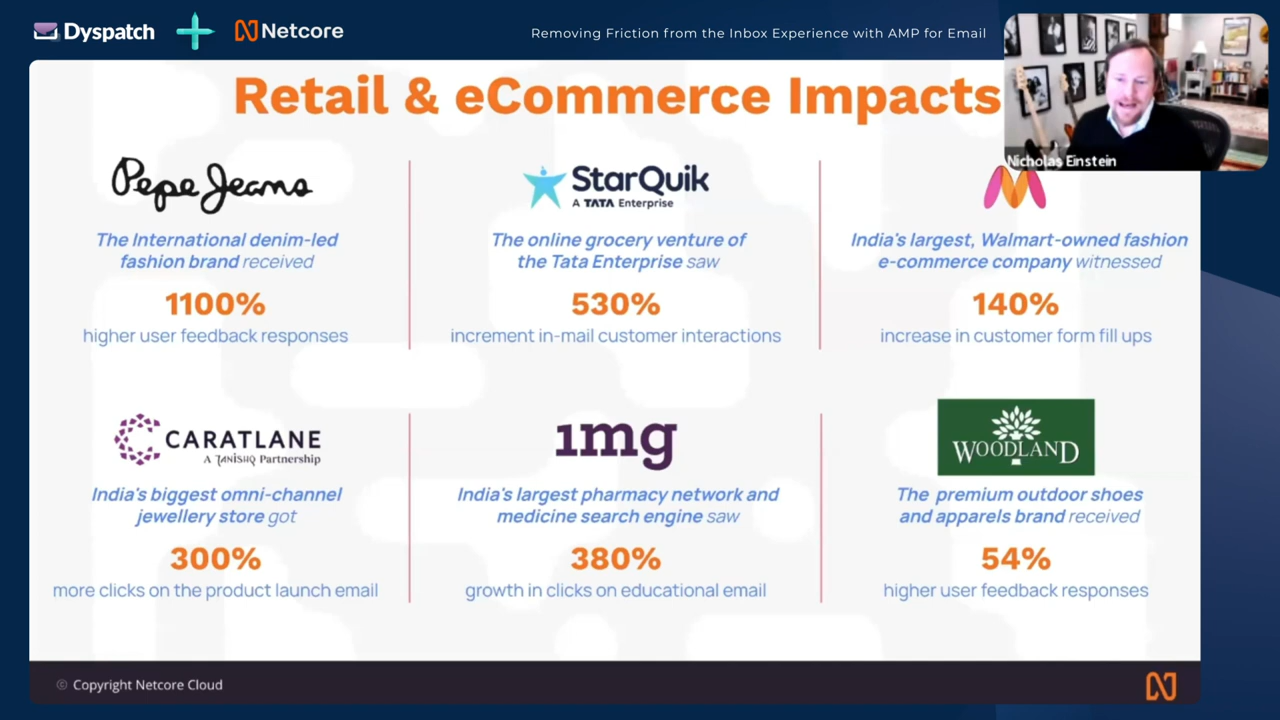 Dyspatch
Netcore
Removing Friction from the Inbox Experience with AMP for Email
Nicholas Einstein
Retail & eCommerce Impacts
Pepe Jeans
The International denim-led
fashion brand received
1100%
higher user feedback responses
StarQuik
A TATA Enterprise
The online grocery venture of
the Tata Enterprise saw
530%
increment in-mail customer interactions
India's largest, Walmart-owned fashion
e-commerce company witnessed
140%
increase in customer form fill ups
CARATLANE
A TANISHQ Partnership
India's biggest omni-channel
jewellery store got
300%
more clicks on the product launch email
1mg
India's largest pharmacy network and
medicine search engine saw
380%
growth in clicks on educational email
WOODLAND
The premium outdoor shoes
and apparels brand received
54%
higher user feedback responses
© Copyright Netcore Cloud